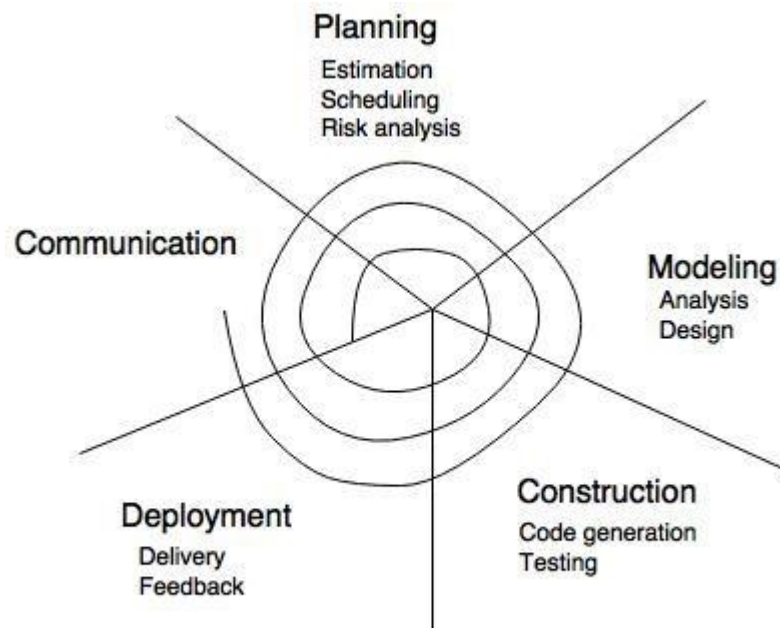 Planning
Estimation
Scheduling
Risk analysis
Communication
Modeling
Analysis
Design
Construction
Code generation
Testing
Deployment
Delivery
Feedback